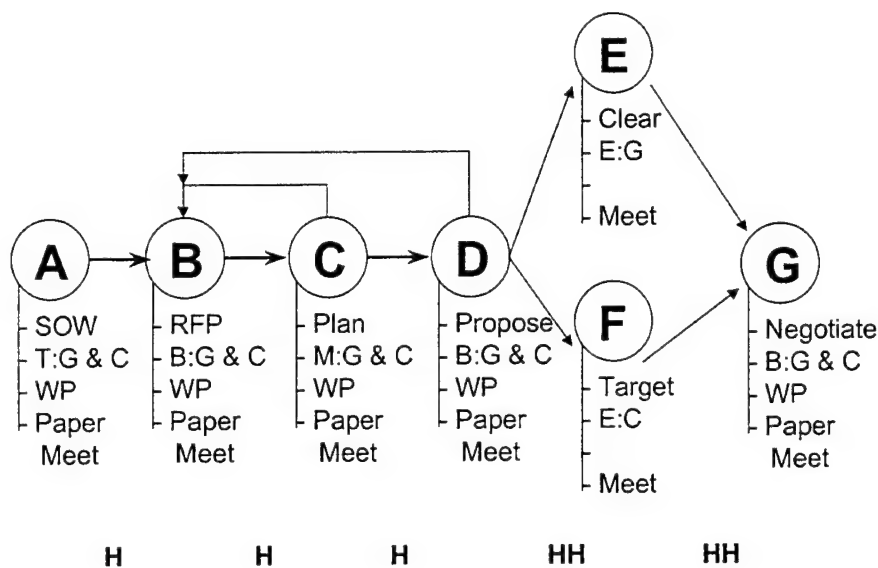 E
Clear
E:G
Meet
A
SOW
T:G & C
WP
Paper
Meet
B
RFP
B:G & C
WP
Paper
Meet
C
Plan
M:G & C
WP
Paper
Meet
D
Propose
B:G & C
WP
Paper
Meet
F
Target
E:C
Meet
G
Negotiate
B:G & C
WP
Paper
Meet
H H H HH HH